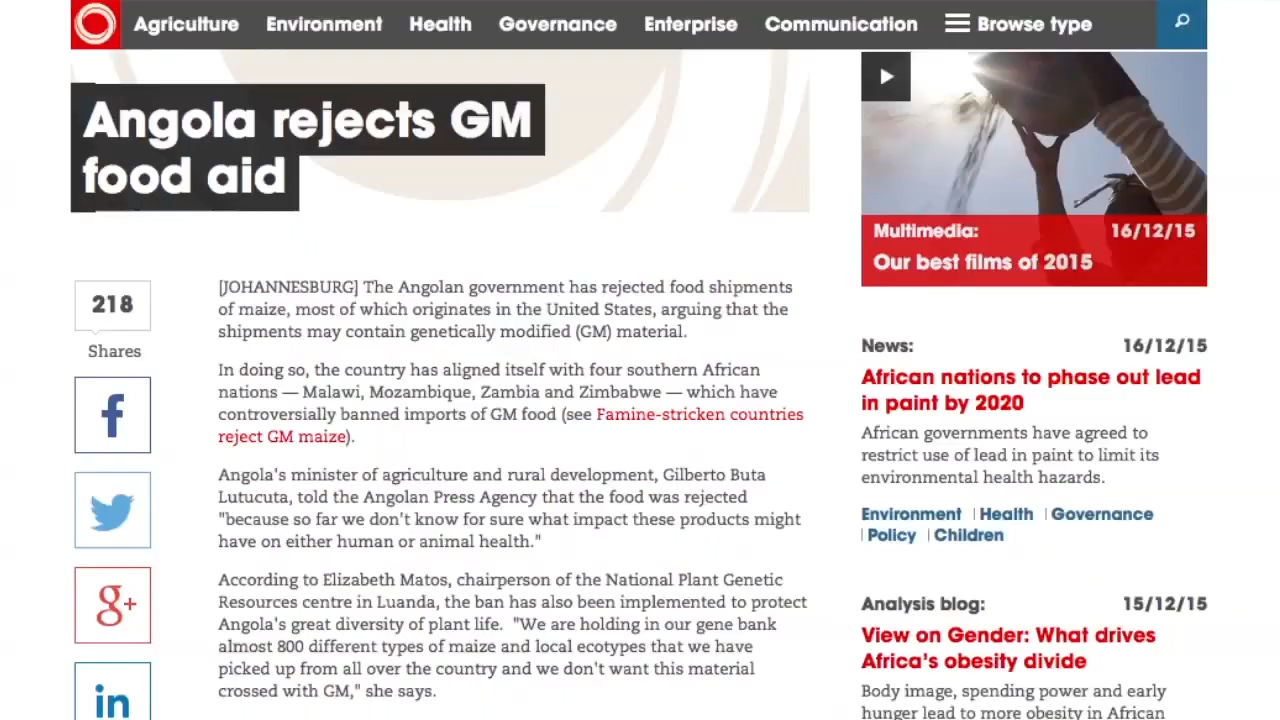 Agriculture Environment Health Governance Enterprise Communication Browse type
Angola rejects GM
food aid
218
Shares
[JOHANNESBURG] The Angolan government has rejected food shipments
of maize, most of which originates in the United States, arguing that the
shipments may contain genetically modified (GM) material.
In doing so, the country has aligned itself with four southern African
nations — Malawi, Mozambique, Zambia and Zimbabwe — which have
controversially banned imports of GM food (see Famine-stricken countries
reject GM maize).
Angola's minister of agriculture and rural development, Gilberto Buta
Lutucuta, told the Angolan Press Agency that the food was rejected
"because so far we don't know for sure what impact these products might
have on either human or animal health."
According to Elizabeth Matos, chairperson of the National Plant Genetic
Resources centre in Luanda, the ban has also been implemented to protect
Angola's great diversity of plant life. "We are holding in our gene bank
almost 800 different types of maize and local ecotypes that we have
picked up from all over the country and we don't want this material
crossed with GM," she says.
Multimedia: 16/12/15
Our best films of 2015
News: 16/12/15
African nations to phase out lead
in paint by 2020
African governments have agreed to
restrict use of lead in paint to limit its
environmental health hazards.
Environment | Health | Governance
| Policy | Children
Analysis blog: 15/12/15
View on Gender: What drives
Africa's obesity divide
Body image, spending power and early
hunger lead to more obesity in African
f
g+
in